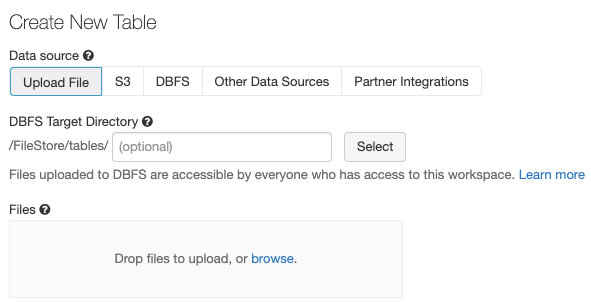 Create New Table
Data source ?
Upload File S3 DBFS Other Data Sources Partner Integrations
DBFS Target Directory ?
/FileStore/tables/ (optional) Select
Files uploaded to DBFS are accessible by everyone who has access to this workspace. Learn more
Files ?
Drop files to upload, or browse.